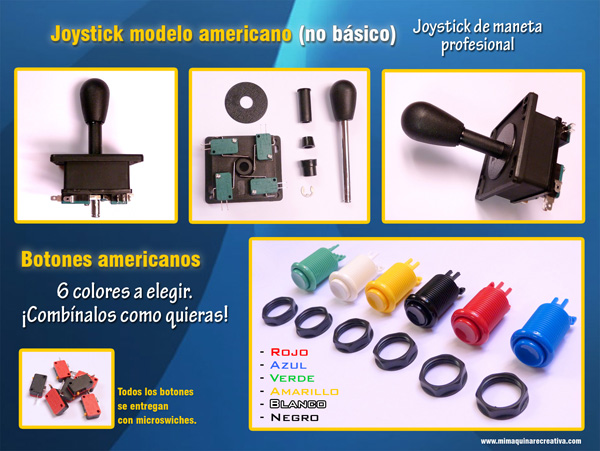 Joystick modelo americano (no básico)
Joystick de maneta
profesional
Botones americanos
6 colores a elegir.
¡Combínalos como quieras!
Todos los botones
se entregan
con microswiches.
- ROJO
- AZUL
- VERDE
- AMARILLO
- BLANCO
- NEGRO
www.mimaquinarecreativa.com